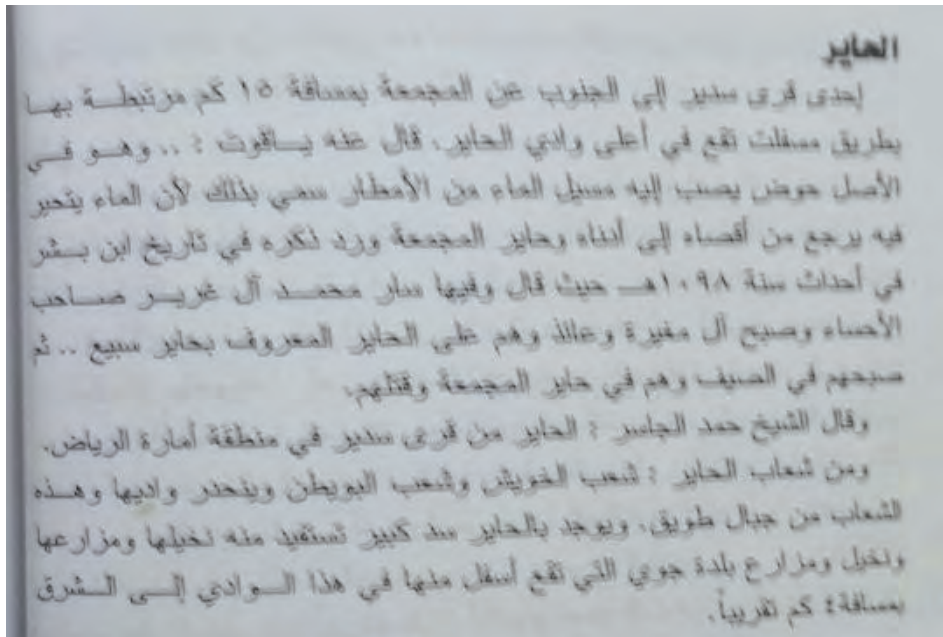 الحاير
إحدى قرى سدير إلى الجنوب عن المجمعة بمسافة ١٥ كم مرتبطة بها
بطريق مسفلت تقع في أعلى وادي الحاير، قال عنه ياقوت : .. وهو في
الأصل حوض يصب إليه مسيل الماء من الأمطار سمي بذلك لأن الماء يتحير
فيه يرجع من أقصاه إلى أدناه وحاير المجمعة ورد ذكره في تاريخ ابن بشر
في أحداث سنة ١٠٩٨هـ حيث قال وفيها سار محمد آل غرير صاحب
الأحساء وصبح آل مغيرة وعائذ وهم على الحاير المعروف بحاير سبيع .. ثم
صبحهم في الصيف وهم في حاير المجمعة وقتلهم.
وقال الشيخ حمد الجاسر : الحاير من قرى سدير في منطقة أمارة الرياض.
ومن شعاب الحاير : شعب الخويش وشعب البويطن وينحدر واديها وهذه
الشعاب من جبال طويق، ويوجد بالحاير سد كبير تستفيد منه نخيلها ومزارعها
ونخيل ومزارع بلدة جوي التي تقع أسفل منها في هذا الوادي إلى الشرق
بمسافة٤ كم تقريباً.